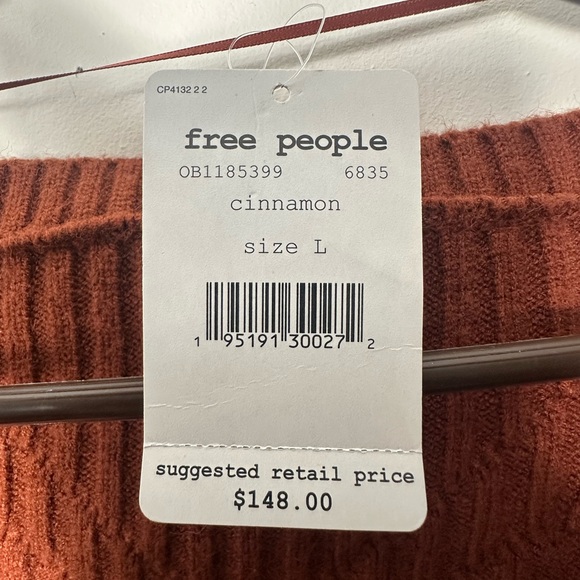 CP4132 2 2
free people
OB1185399 6835
cinnamon
size L
1 95191 30027 2
suggested retail price
$148.00